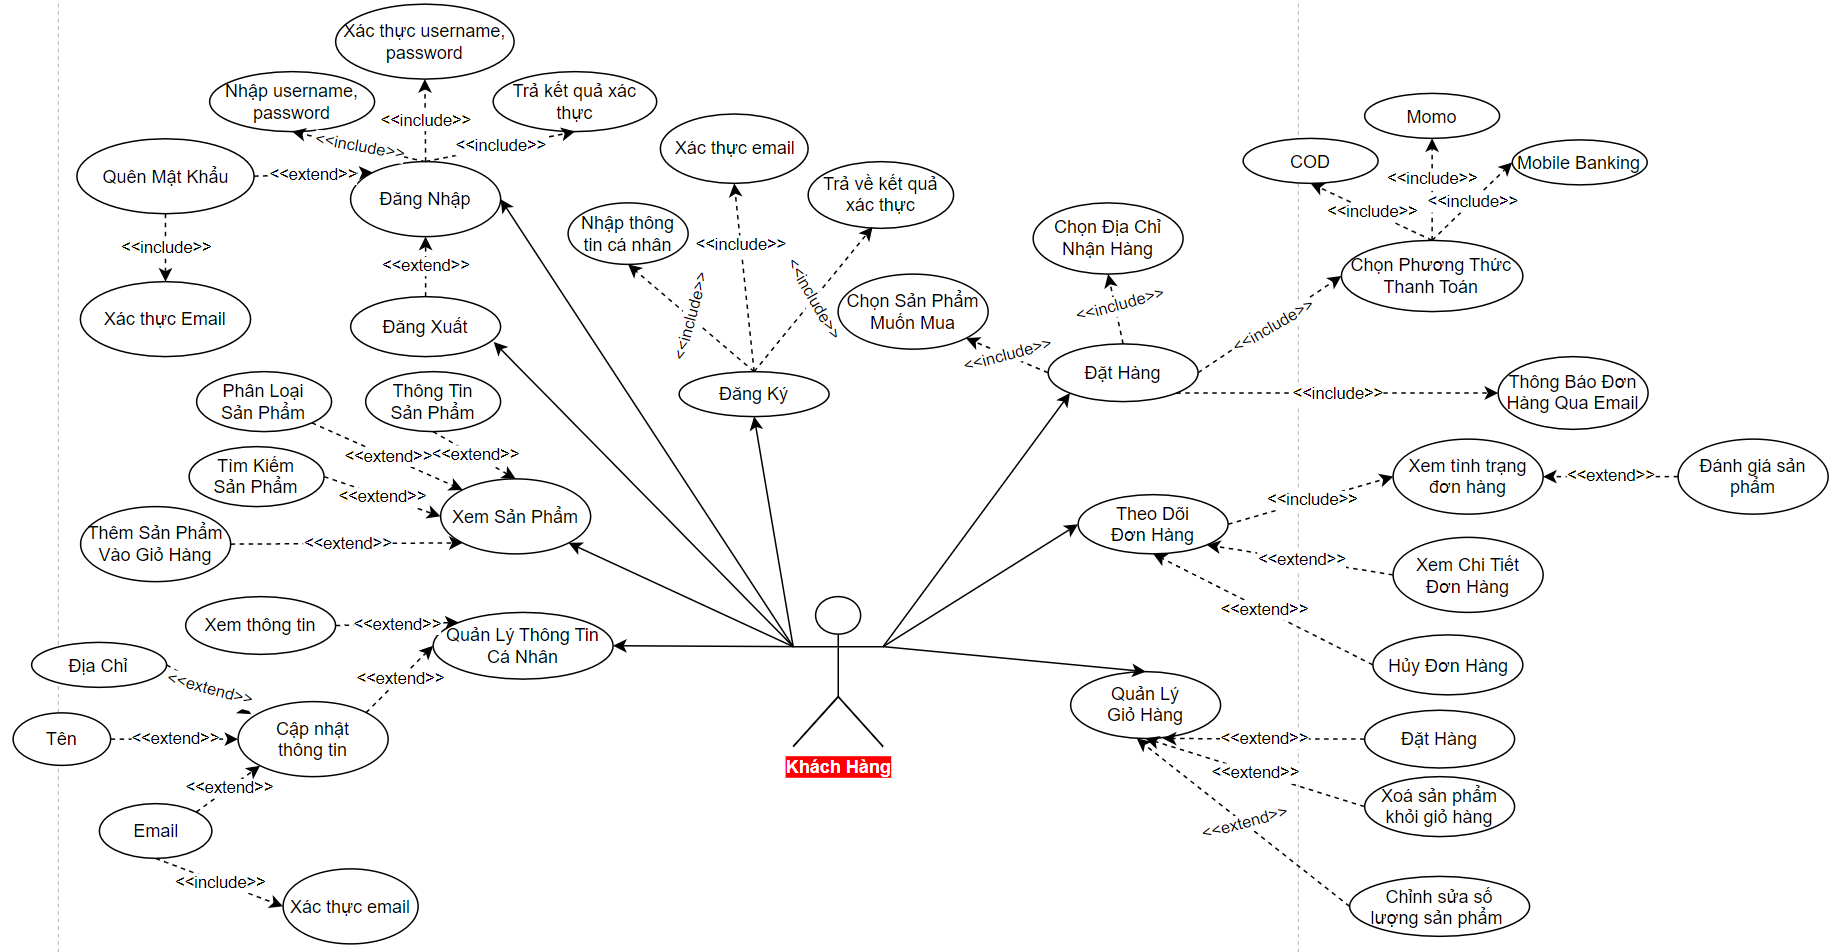 Xác thực username,
password
Nhập username,
password
Trả kết quả xác
thực
<<include>>
<<include>>
<<include>>
Quên Mật Khẩu
<<extend>>
Đăng Nhập
<<include>>
Xác thực Email
<<extend>>
Đăng Xuất
Xác thực email
Trả về kết quả
xác thực
Nhập thông
tin cá nhân
<<include>>
<<include>>
<<include>>
Đăng Ký
Momo
COD
Mobile Banking
<<include>>
<<include>>
<<include>>
Chọn Phương Thức
Thanh Toán
Chọn Địa Chỉ
Nhận Hàng
Chọn Sản Phẩm
Muốn Mua
<<include>>
<<include>>
<<include>>
Đặt Hàng
<<include>>
Thông Báo Đơn
Hàng Qua Email
Phân Loại
Sản Phẩm
Thông Tin
Sản Phẩm
<<extend>>
<<extend>>
Tìm Kiếm
Sản Phẩm
<<extend>>
Xem Sản Phẩm
Thêm Sản Phẩm
Vào Giỏ Hàng
<<extend>>
Xem tình trạng
đơn hàng
<<extend>>
Đánh giá sản
phẩm
<<include>>
Theo Dõi
Đơn Hàng
<<extend>>
Xem Chi Tiết
Đơn Hàng
<<extend>>
Hủy Đơn Hàng
Xem thông tin
<<extend>>
Quản Lý Thông Tin
Cá Nhân
Địa Chỉ
<<extend>>
<<extend>>
Tên
<<extend>>
Cập nhật
thông tin
<<extend>>
Email
<<include>>
Xác thực email
Khách Hàng
Quản Lý
Giỏ Hàng
<<extend>>
Đặt Hàng
<<extend>>
Xoá sản phẩm
khỏi giỏ hàng
<<extend>>
Chỉnh sửa số
lượng sản phẩm